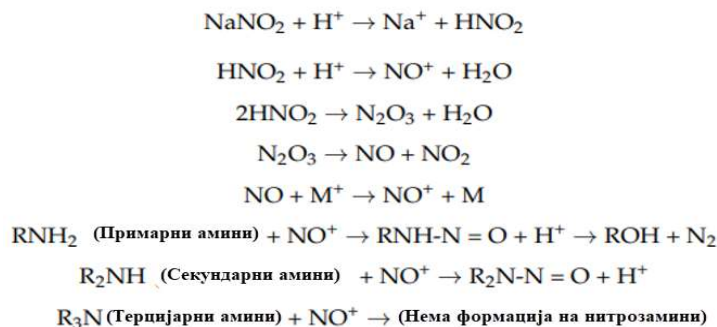 NaNO₂ + H⁺ → Na⁺ + HNO₂
HNO₂ + H⁺ → NO⁺ + H₂O
2HNO₂ → N₂O₃ + H₂O
N₂O₃ → NO + NO₂
NO + M⁺ → NO⁺ + M
RNH₂ (Примарни амини) + NO⁺ → RNH-N = O + H⁺ → ROH + N₂
R₂NH (Секундарни амини) + NO⁺ → R₂N-N = O + H⁺
R₃N (Терцијарни амини) + NO⁺ → (Нема формација на нитрозамини)